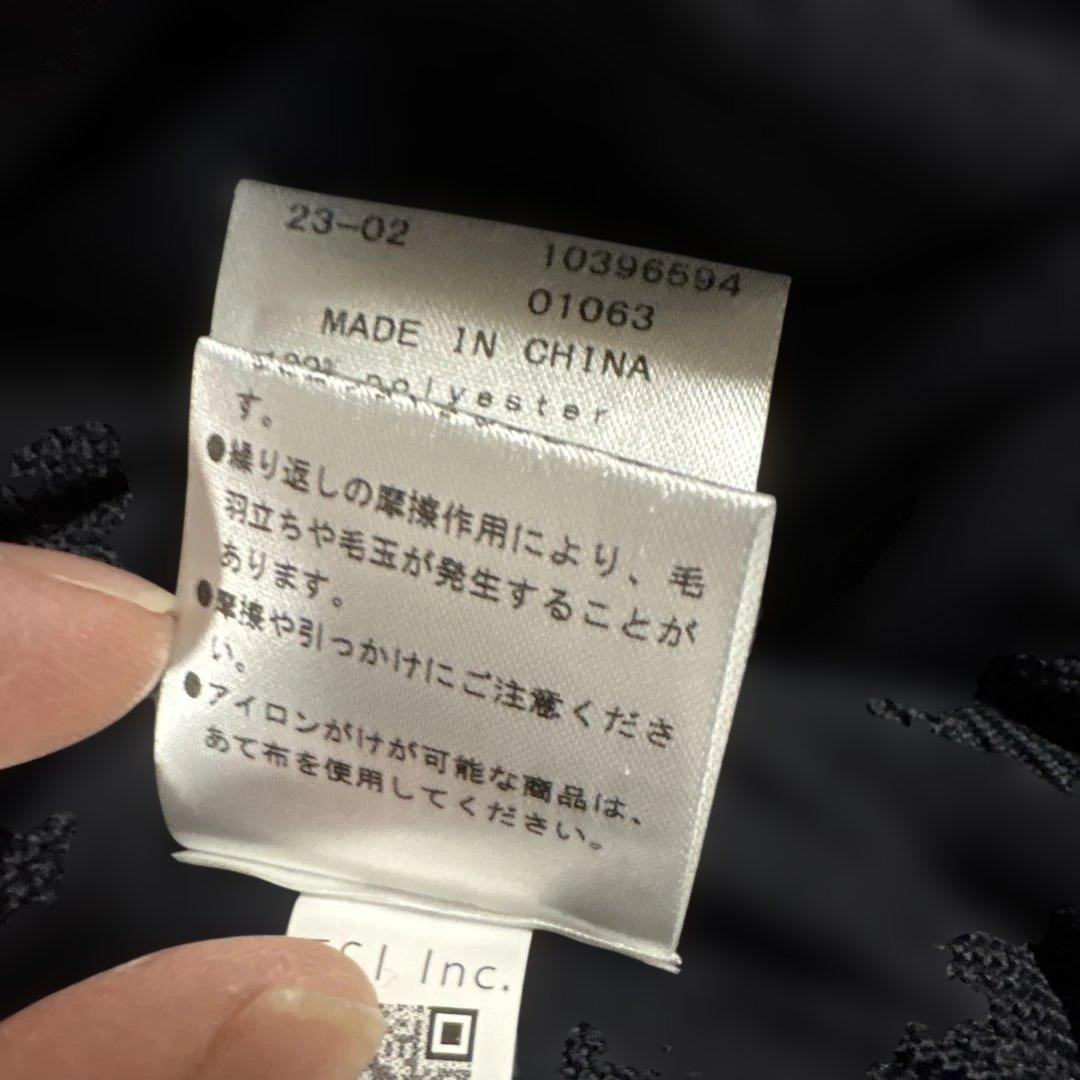 23-02
10396594
01063
MADE IN CHINA
100% polyester
す。
●繰り返しの摩擦作用により、毛
羽立ちや毛玉が発生することが
あります。
●摩擦や引っかけにご注意くださ
い。
●アイロンがけが可能な商品は、
あて布を使用してください。
Inc.